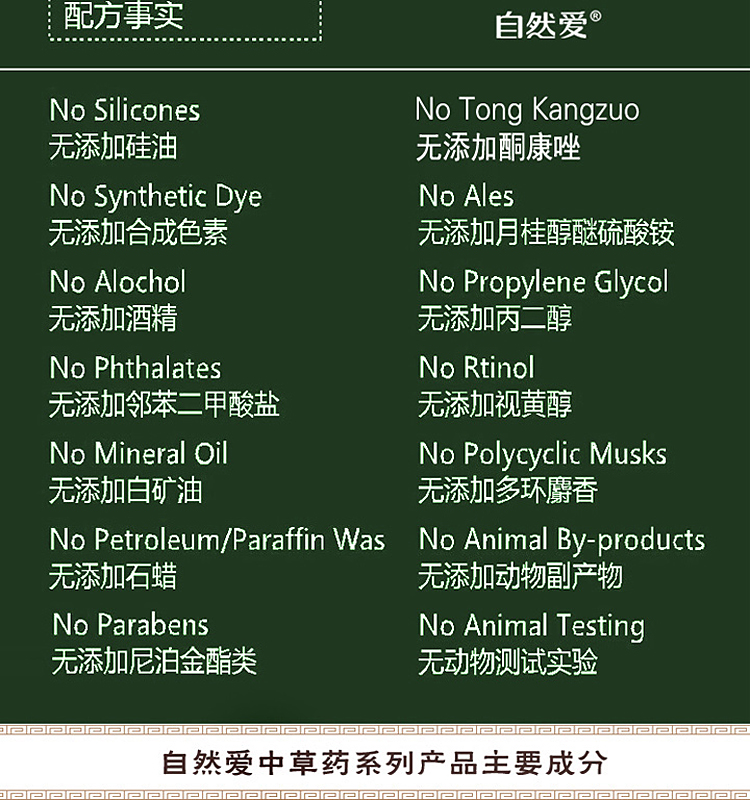 配方事实
自然爱®
No Silicones
无添加硅油
No Synthetic Dye
无添加合成色素
No Alochol
无添加酒精
No Phthalates
无添加邻苯二甲酸盐
No Mineral Oil
无添加白矿油
No Petroleum/Paraffin Was
无添加石蜡
No Parabens
无添加尼泊金酯类
No Tong Kangzuo
无添加酮康唑
No Ales
无添加月桂醇醚硫酸铵
No Propylene Glycol
无添加丙二醇
No Rtinol
无添加视黄醇
No Polycyclic Musks
无添加多环麝香
No Animal By-products
无添加动物副产物
No Animal Testing
无动物测试实验
自然爱中草药系列产品主要成分